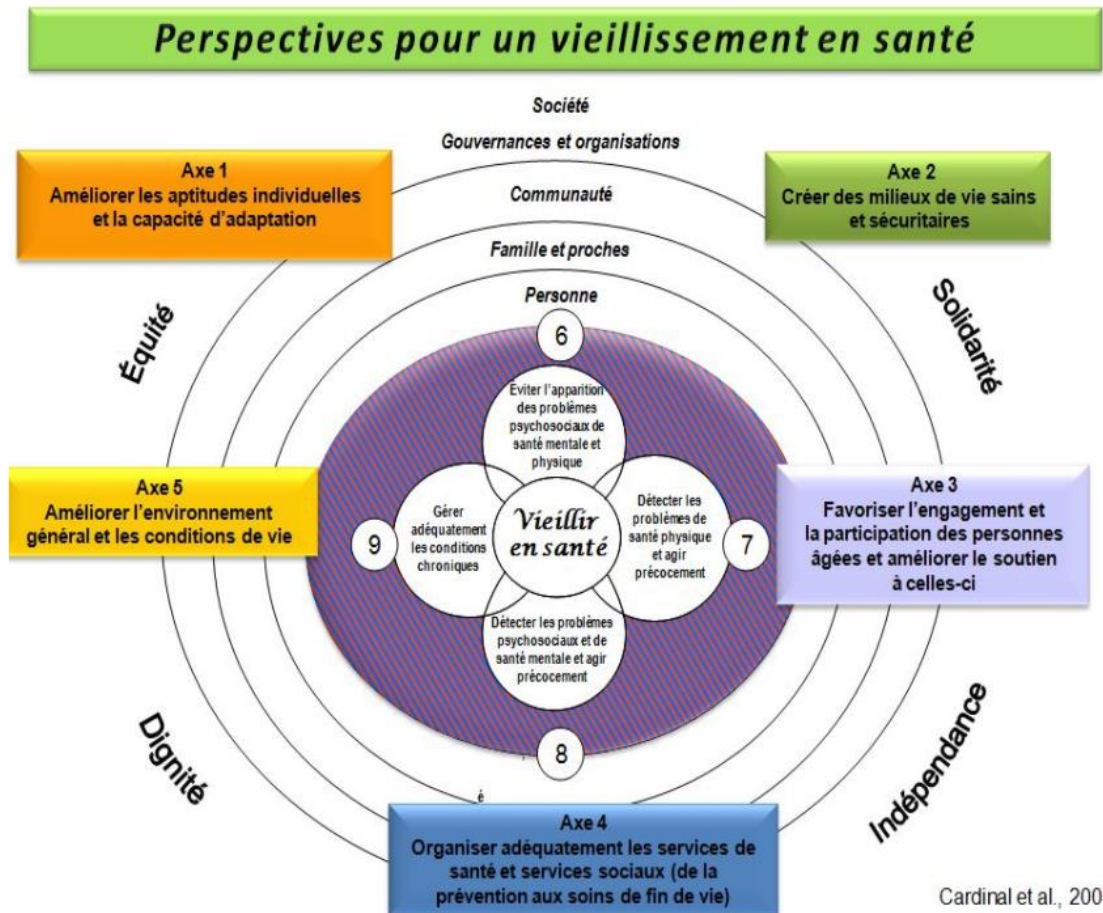 Perspectives pour un vieillissement en santé
Société
Gouvernances et organisations
Axe 1
Améliorer les aptitudes individuelles
et la capacité d'adaptation
Axe 2
Créer des milieux de vie sains
et sécuritaires
Communauté
Famille et proches
Personne
Équité
Solidarité
6
Eviter l'apparition
des problèmes
psychosociaux de
santé mentale et
physique
Axe 5
Améliorer l'environnement
général et les conditions de vie
9
Gérer
adéquatement
les conditions
chroniques
Vieillir
en santé
Détecter les
problèmes de
santé physique
et agir
précocement
7
Axe 3
Favoriser l'engagement et
la participation des personnes
âgées et améliorer le soutien
à celles-ci
Détecter les problèmes
psychosociaux et de
santé mentale et agir
précocement
8
Dignité
Indépendance
é
Axe 4
Organiser adéquatement les services de
santé et services sociaux (de la
prévention aux soins de fin de vie)
Cardinal et al., 200